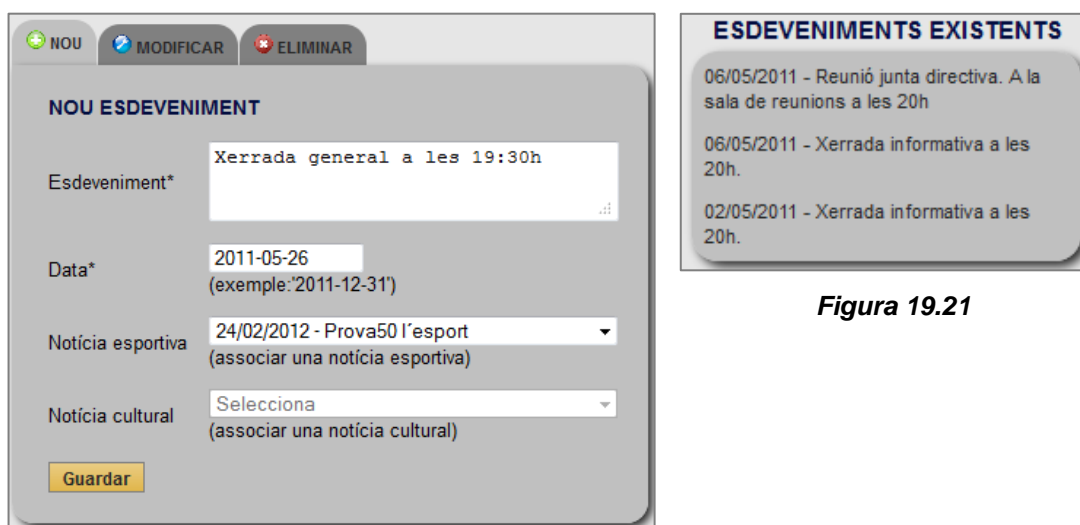 NOU
MODIFICAR
ELIMINAR
NOU ESDEVENIMENT
Esdeveniment*
Xerrada general a les 19:30h
Data*
2011-05-26
(exemple:'2011-12-31')
Notícia esportiva
24/02/2012 - Prova50 l´esport
(associar una notícia esportiva)
Notícia cultural
Selecciona
(associar una notícia cultural)
Guardar
ESDEVENIMENTS EXISTENTS
06/05/2011 - Reunió junta directiva. A la
sala de reunions a les 20h
06/05/2011 - Xerrada informativa a les
20h.
02/05/2011 - Xerrada informativa a les
20h.
Figura 19.21